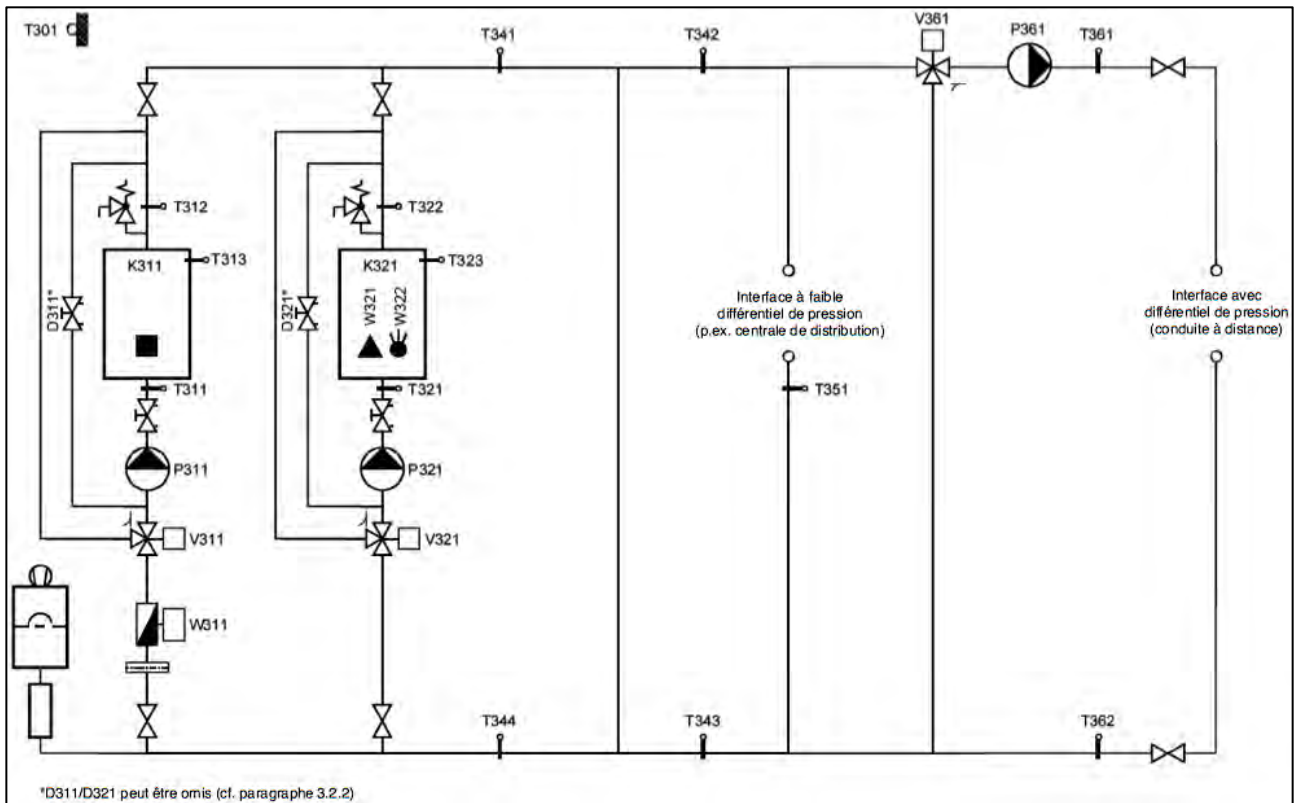 T301
T341
T342
V361
P361
T361
T312
T322
K311
T313
K321
T323
D311*
D321*
W321
W322
Interface à faible
différentiel de pression
(p.ex. centrale de distribution)
Interface avec
différentiel de pression
(conduite à distance)
T311
T321
T351
P311
P321
V311
V321
W311
T344
T343
T362
*D311/D321 peut être omis (cf. paragraphe 3.2.2)